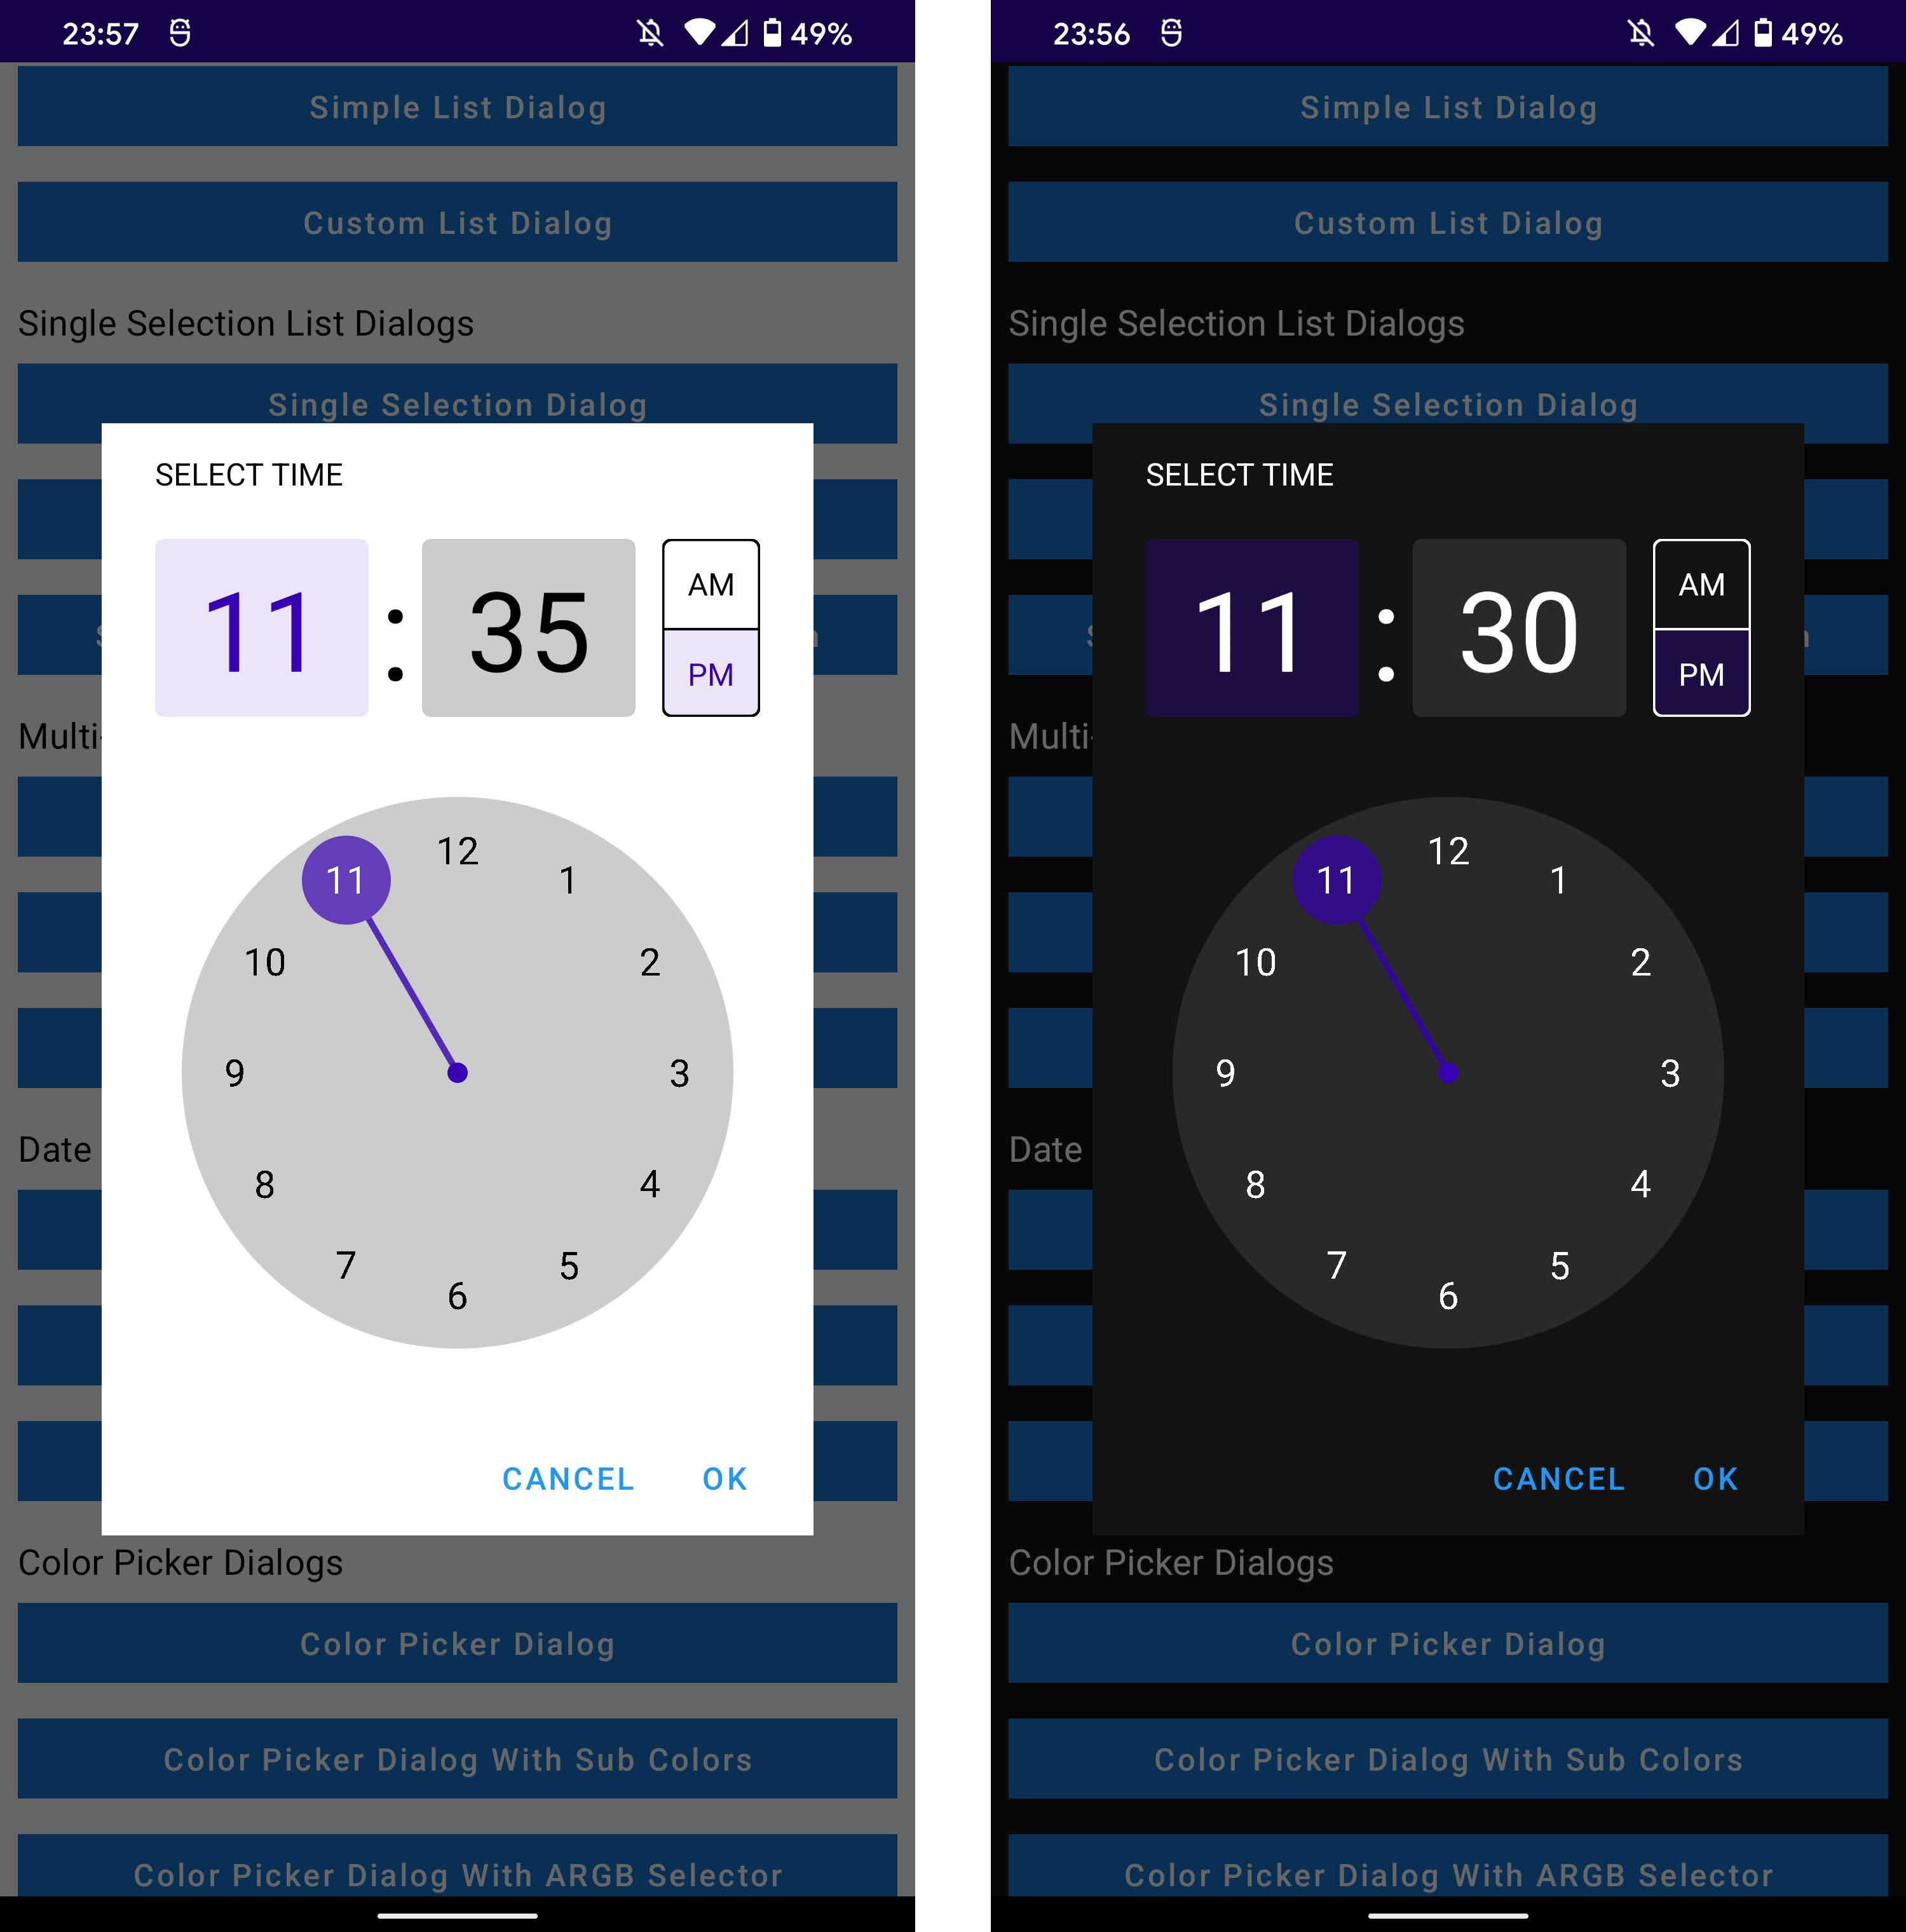 23:57 49%
Simple List Dialog
Custom List Dialog
Single Selection List Dialogs
Single Selection Dialog
SELECT TIME
11 : 35
AM
PM
Multi-
12
11
1
10
2
9
3
Date
8
4
7
5
6
CANCEL OK
Color Picker Dialogs
Color Picker Dialog
Color Picker Dialog With Sub Colors
Color Picker Dialog With ARGB Selector
23:56 49%
Simple List Dialog
Custom List Dialog
Single Selection List Dialogs
Single Selection Dialog
SELECT TIME
11 : 30
AM
PM
Multi-
12
11
1
10
2
9
3
Date
8
4
7
5
6
CANCEL OK
Color Picker Dialogs
Color Picker Dialog
Color Picker Dialog With Sub Colors
Color Picker Dialog With ARGB Selector